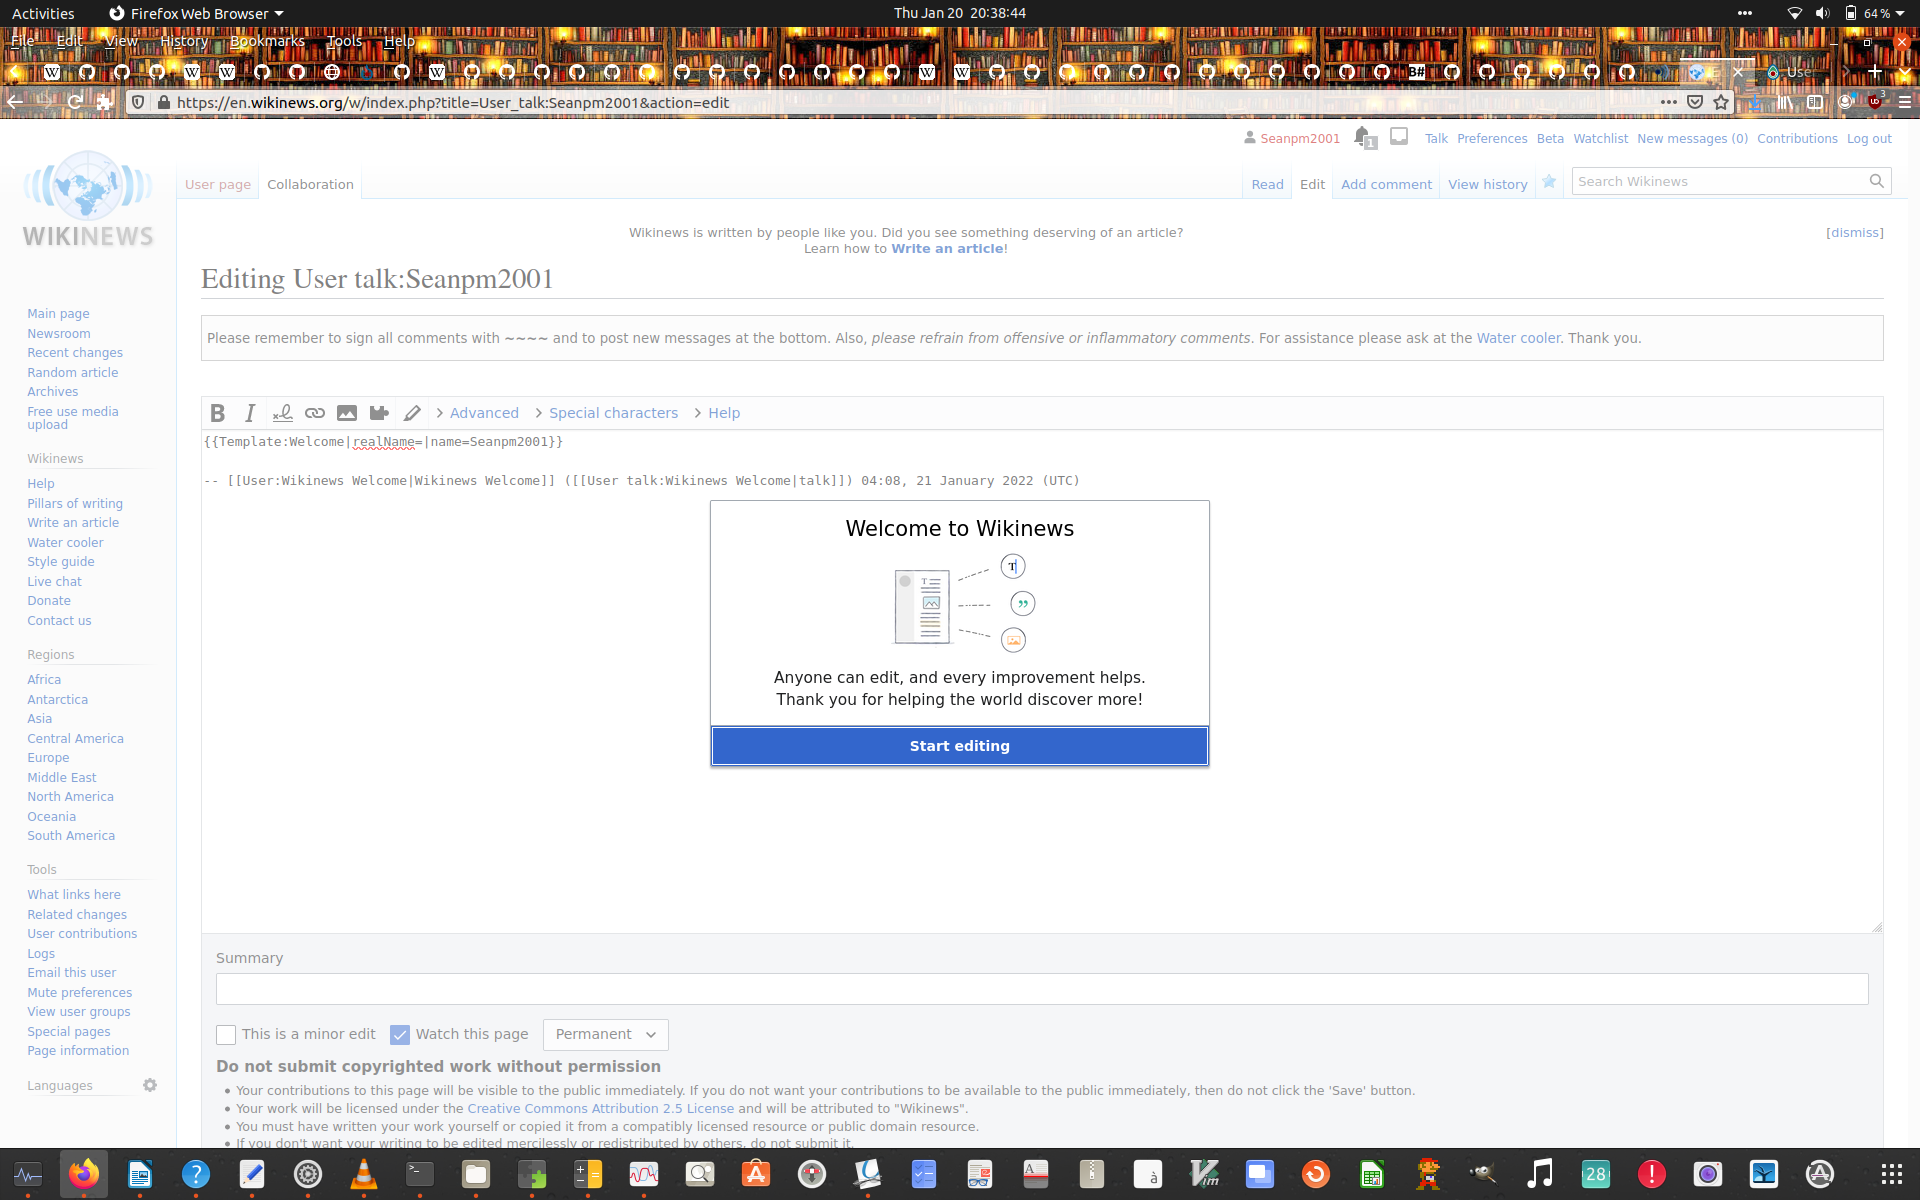 Activities Firefox Web Browser Thu Jan 20 20:38:44 64 %
File Edit View History Bookmarks Tools Help
W W W W W W B# Use
https://en.wikinews.org/w/index.php?title=User_talk:Seanpm2001&action=edit 3
Seanpm2001 1 Talk Preferences Beta Watchlist New messages (0) Contributions Log out
User page Collaboration Read Edit Add comment View history Search Wikinews
WIKINEWS
Wikinews is written by people like you. Did you see something deserving of an article?
Learn how to Write an article!
[dismiss]
Editing User talk:Seanpm2001
Please remember to sign all comments with ~~~~ and to post new messages at the bottom. Also, please refrain from offensive or inflammatory comments. For assistance please ask at the Water cooler. Thank you.
Main page
Newsroom
Recent changes
Random article
Archives
Free use media
upload
Wikinews
Help
Pillars of writing
Write an article
Water cooler
Style guide
Live chat
Donate
Contact us
Regions
Africa
Antarctica
Asia
Central America
Europe
Middle East
North America
Oceania
South America
Tools
What links here
Related changes
User contributions
Logs
Email this user
Mute preferences
View user groups
Special pages
Page information
Languages
B I Advanced Special characters Help
{{Template:Welcome|realName=|name=Seanpm2001}}
-- [[User:Wikinews Welcome|Wikinews Welcome]] ([[User talk:Wikinews Welcome|talk]]) 04:08, 21 January 2022 (UTC)
Welcome to Wikinews
T
T
Anyone can edit, and every improvement helps.
Thank you for helping the world discover more!
Start editing
Summary
This is a minor edit Watch this page Permanent
Do not submit copyrighted work without permission
• Your contributions to this page will be visible to the public immediately. If you do not want your contributions to be available to the public immediately, then do not click the 'Save' button.
• Your work will be licensed under the Creative Commons Attribution 2.5 License and will be attributed to "Wikinews".
• You must have written your work yourself or copied it from a compatibly licensed resource or public domain resource.
• If you don't want your writing to be edited mercilessly or redistributed by others, do not submit it.
? >_ A à Vim 28